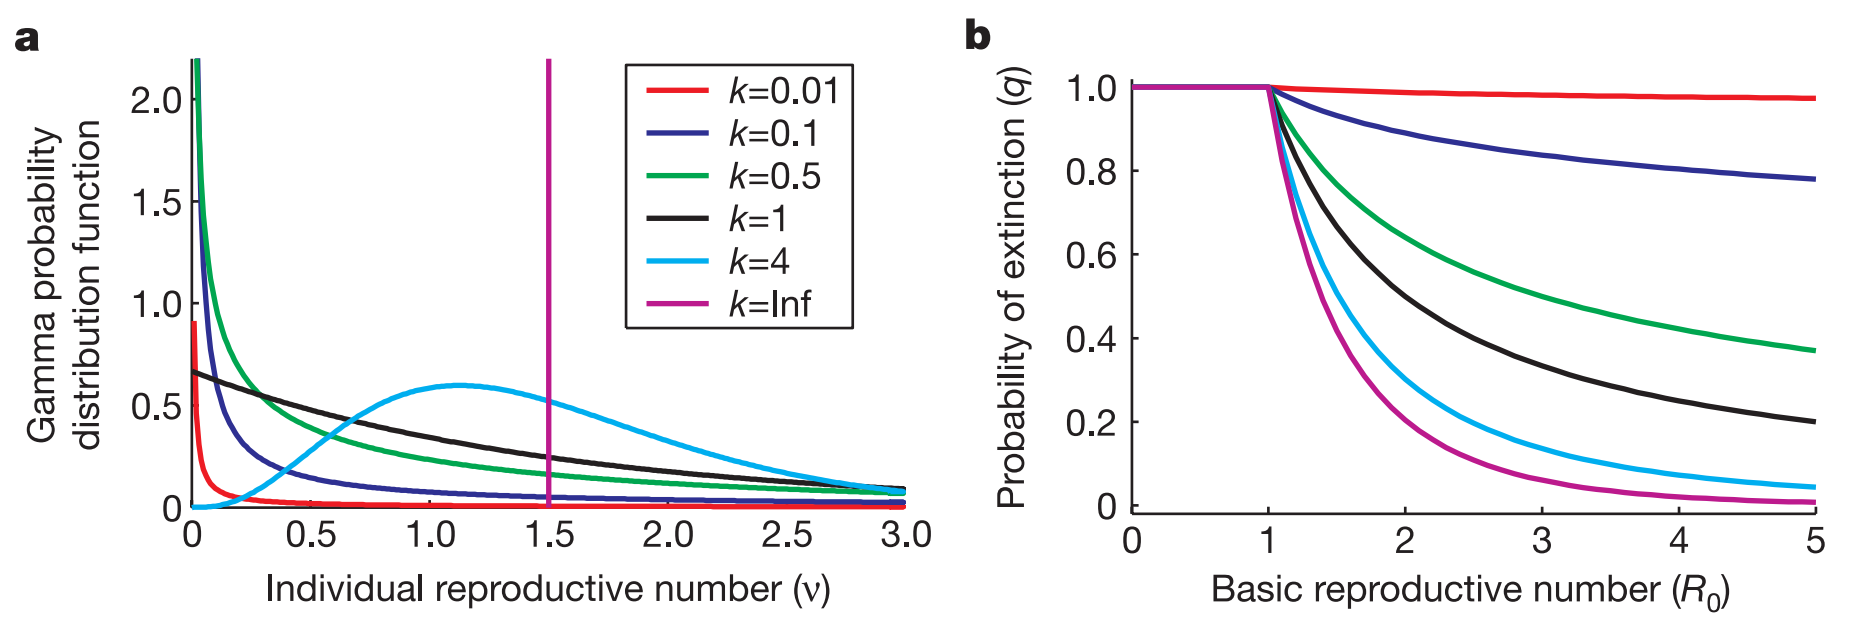 a
Gamma probability
distribution function
2.0
1.5
1.0
0.5
0
0 0.5 1.0 1.5 2.0 2.5 3.0
Individual reproductive number (ν)
k=0.01
k=0.1
k=0.5
k=1
k=4
k=Inf
b
Probability of extinction (q)
1.0
0.8
0.6
0.4
0.2
0
0 1 2 3 4 5
Basic reproductive number (R₀)